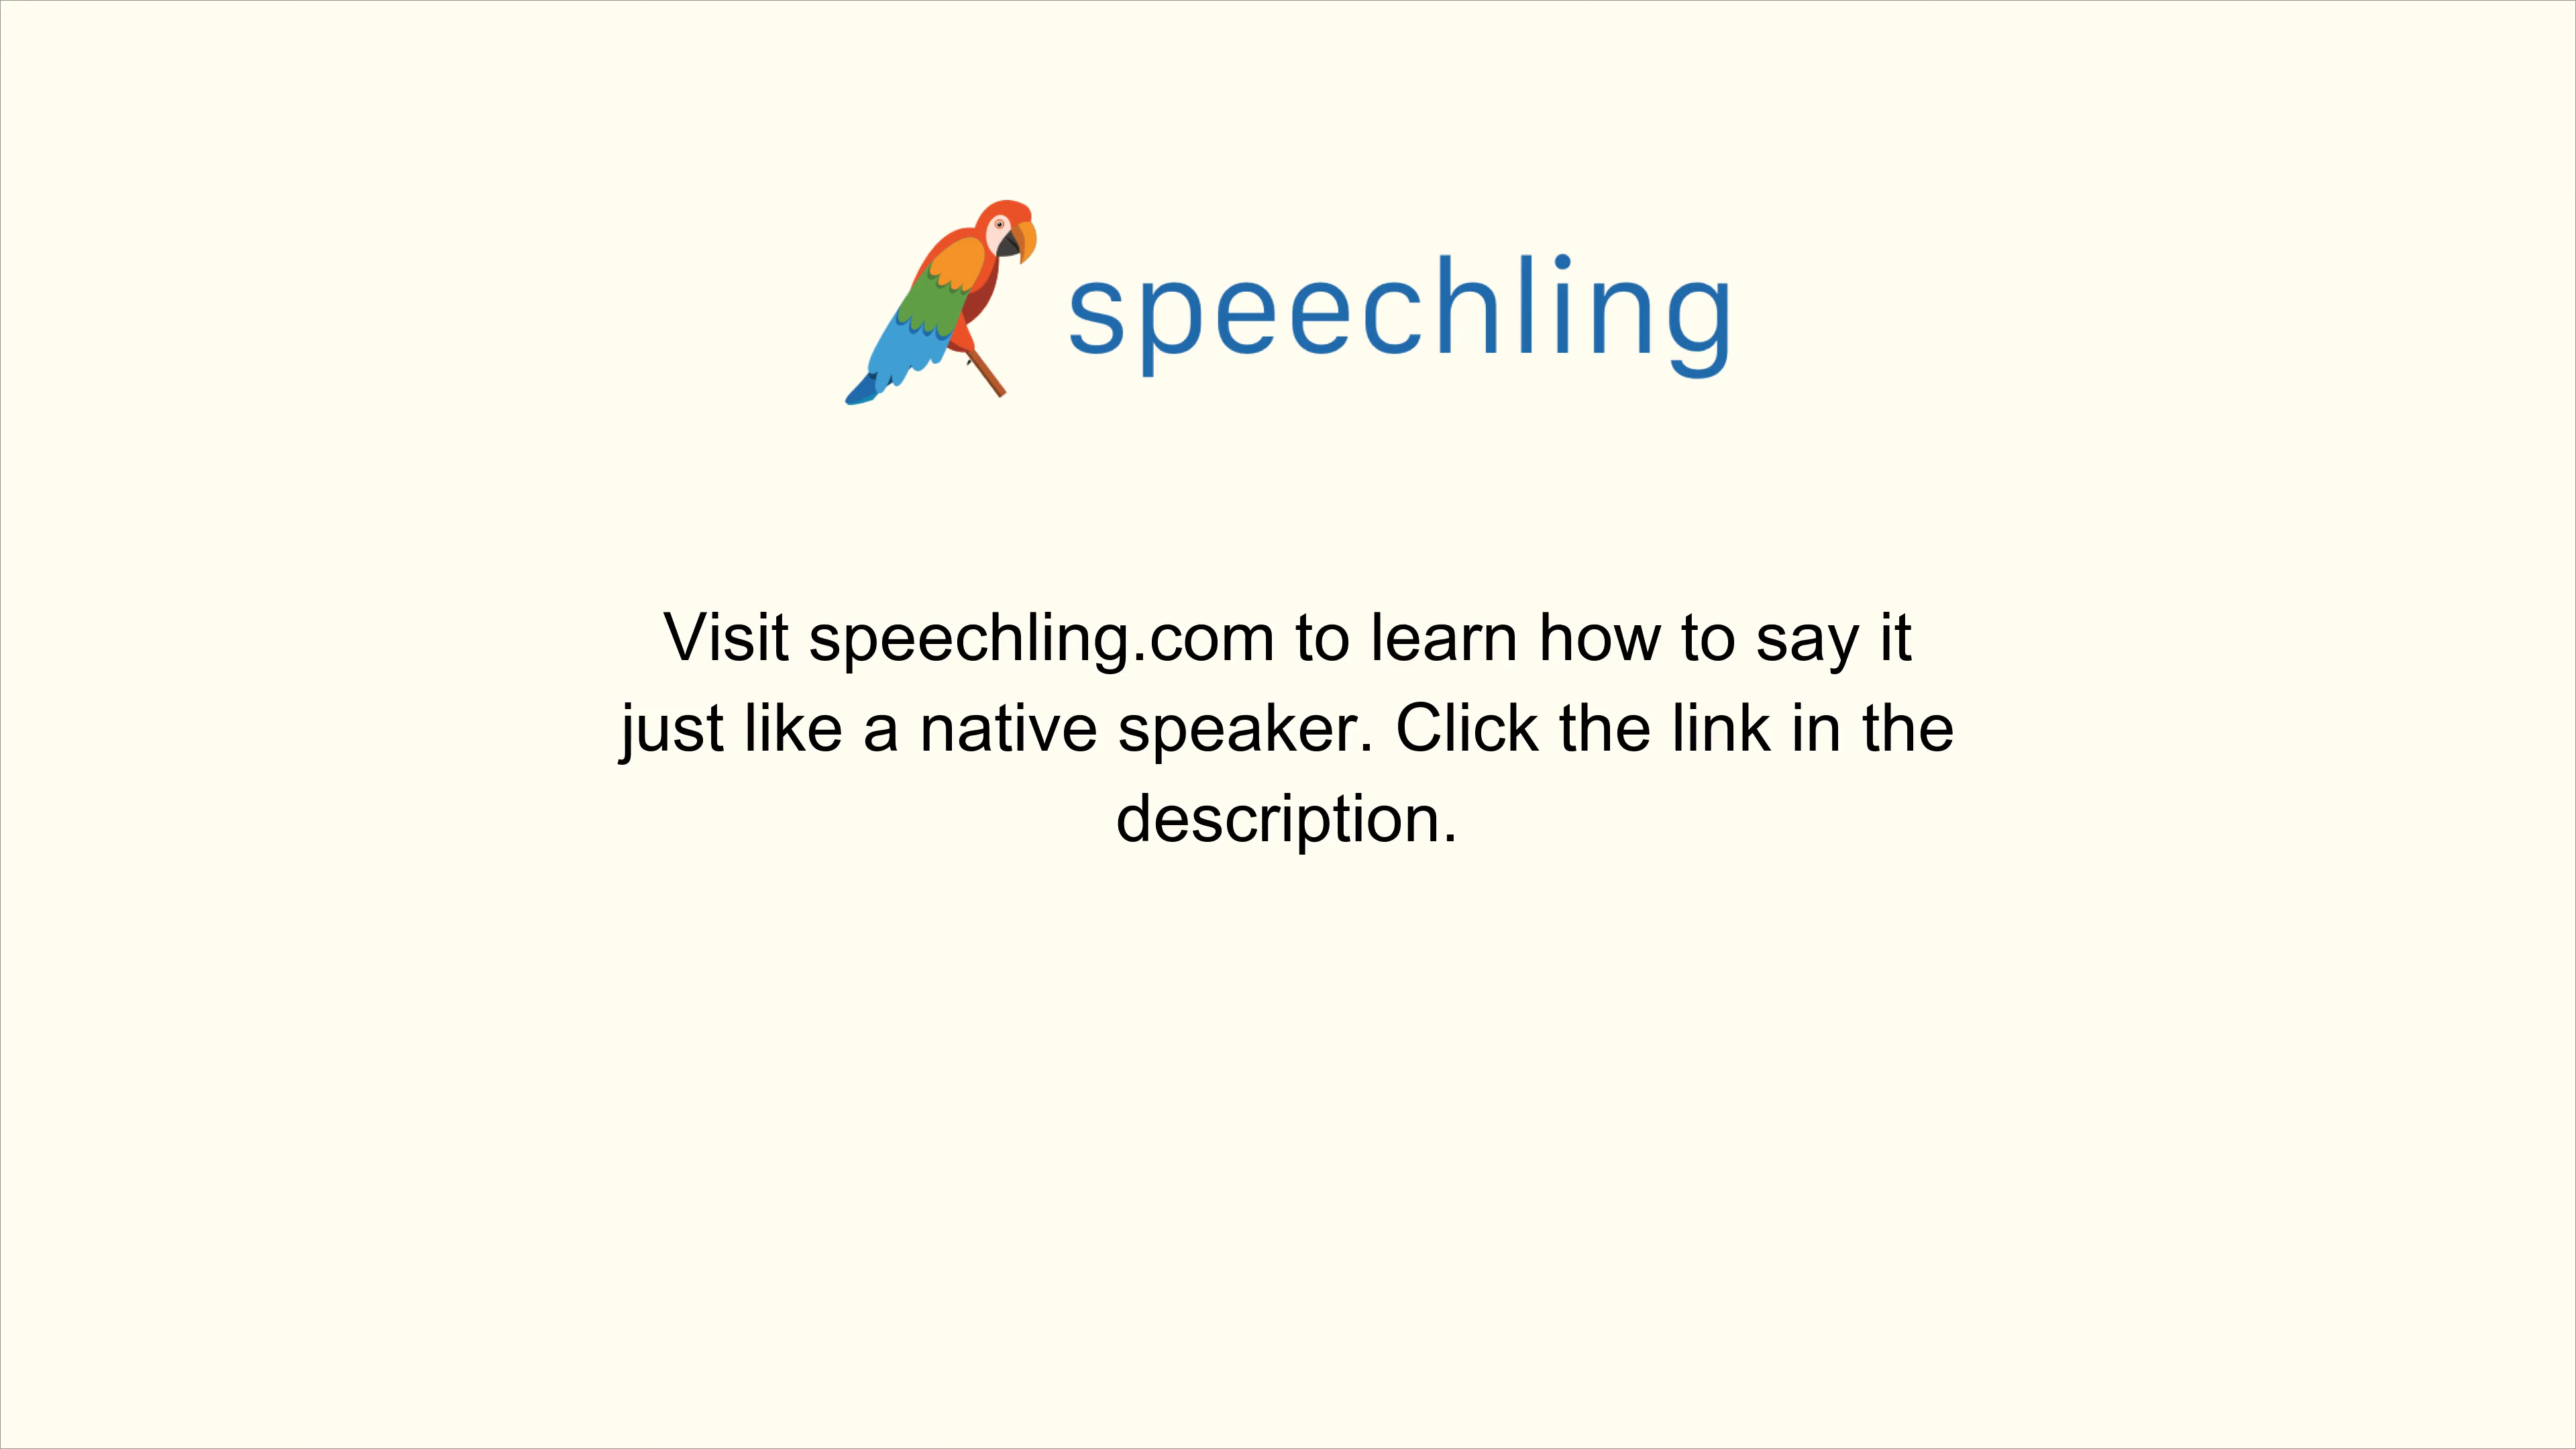 speechling
Visit speechling.com to learn how to say it
just like a native speaker. Click the link in the
description.